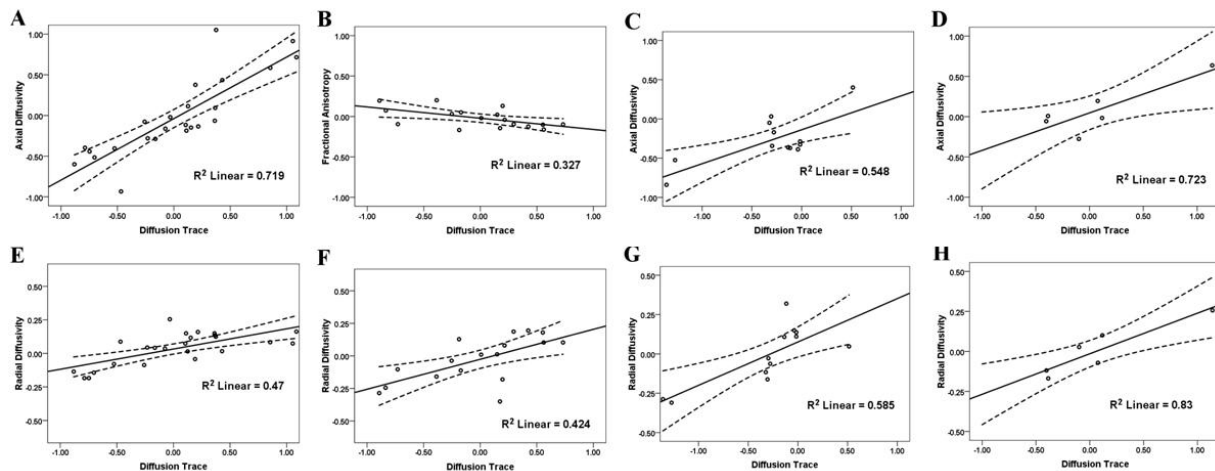 A
Axial Diffusivity
1.00
0.50
0.00
-0.50
-1.00
R² Linear = 0.719
-1.00 -0.50 0.00 0.50 1.00
Diffusion Trace
B
Fractional Anisotropy
1.00
0.50
0.00
-0.50
-1.00
R² Linear = 0.327
-1.00 -0.50 0.00 0.50 1.00
Diffusion Trace
C
Axial Diffusivity
1.00
0.50
0.00
-0.50
-1.00
R² Linear = 0.548
-1.00 -0.50 0.00 0.50 1.00
Diffusion Trace
D
Axial Diffusivity
1.00
0.50
0.00
-0.50
-1.00
R² Linear = 0.723
-1.00 -0.50 0.00 0.50 1.00
Diffusion Trace
E
Radial Diffusivity
0.50
0.25
0.00
-0.25
-0.50
R² Linear = 0.47
-1.00 -0.50 0.00 0.50 1.00
Diffusion Trace
F
Radial Diffusivity
0.50
0.25
0.00
-0.25
-0.50
R² Linear = 0.424
-1.00 -0.50 0.00 0.50 1.00
Diffusion Trace
G
Radial Diffusivity
0.50
0.25
0.00
-0.25
-0.50
R² Linear = 0.585
-1.00 -0.50 0.00 0.50 1.00
Diffusion Trace
H
Radial Diffusivity
0.50
0.25
0.00
-0.25
-0.50
R² Linear = 0.83
-1.00 -0.50 0.00 0.50 1.00
Diffusion Trace